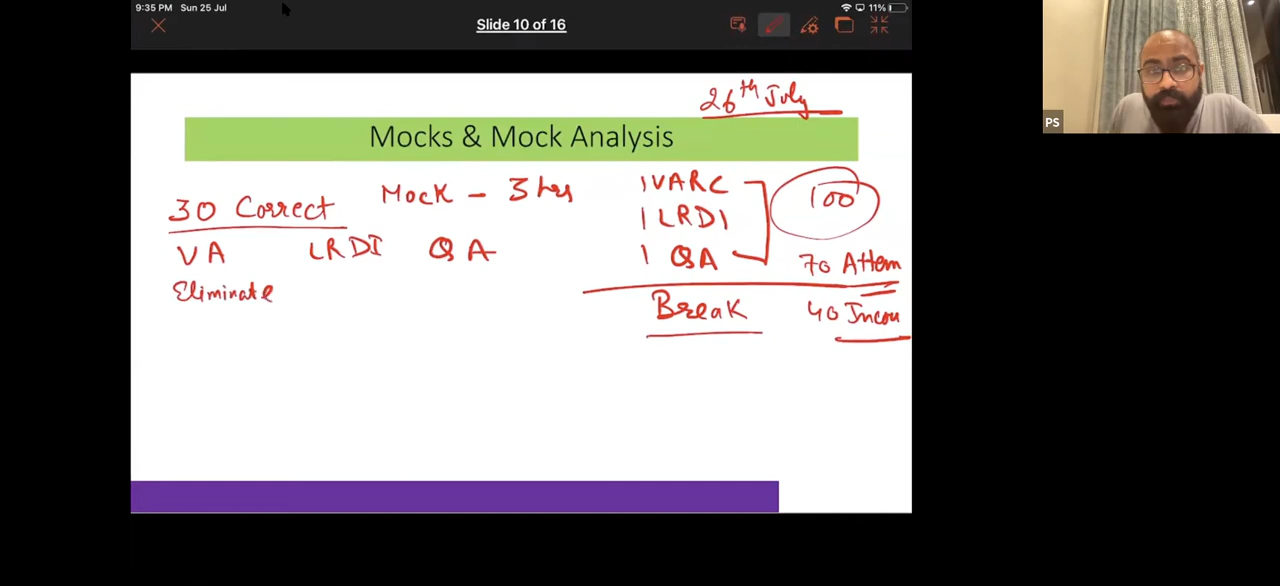 9:35 PM Sun 25 Jul
11%
Slide 10 of 16
26th July
Mocks & Mock Analysis
30 Correct
Mock - 3 hrs
VA LRDI QA
Eliminate
1 VARC
1 LRDI
1 QA
100
70 Attem
Break
40 Incorr
PS